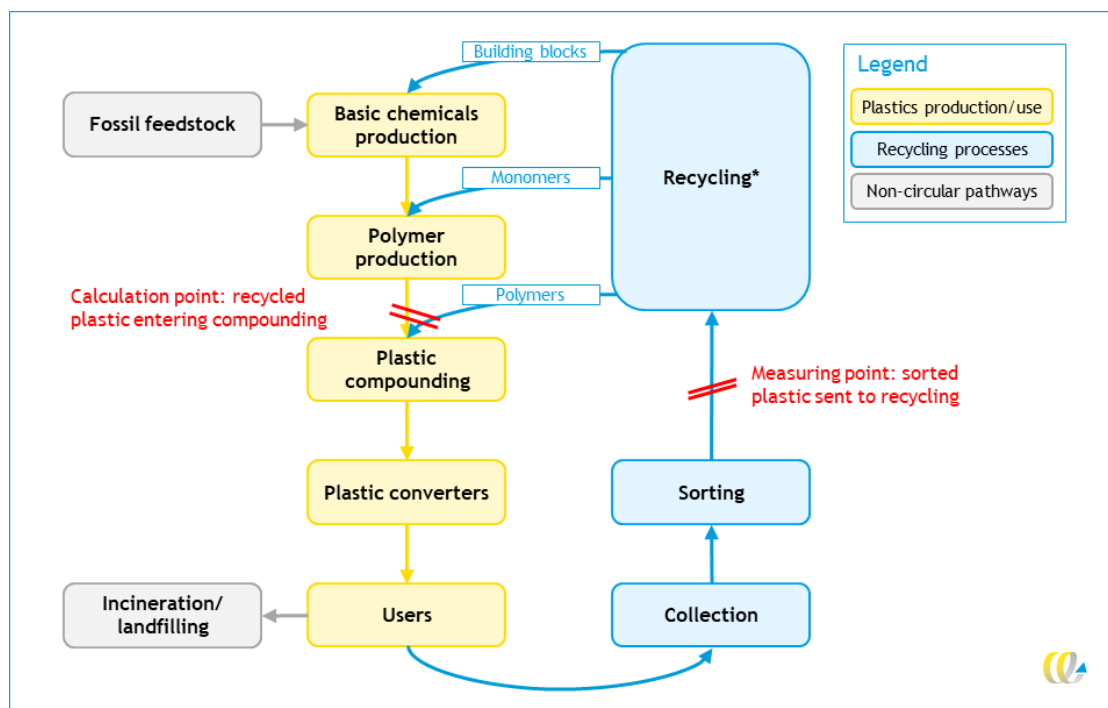 Building blocks
Legend
Plastics production/use
Recycling processes
Non-circular pathways
Fossil feedstock
Basic chemicals
production
Monomers
Recycling*
Polymer
production
Calculation point: recycled
plastic entering compounding
Polymers
Plastic
compounding
Measuring point: sorted
plastic sent to recycling
Plastic converters
Sorting
Incineration/
landfilling
Users
Collection